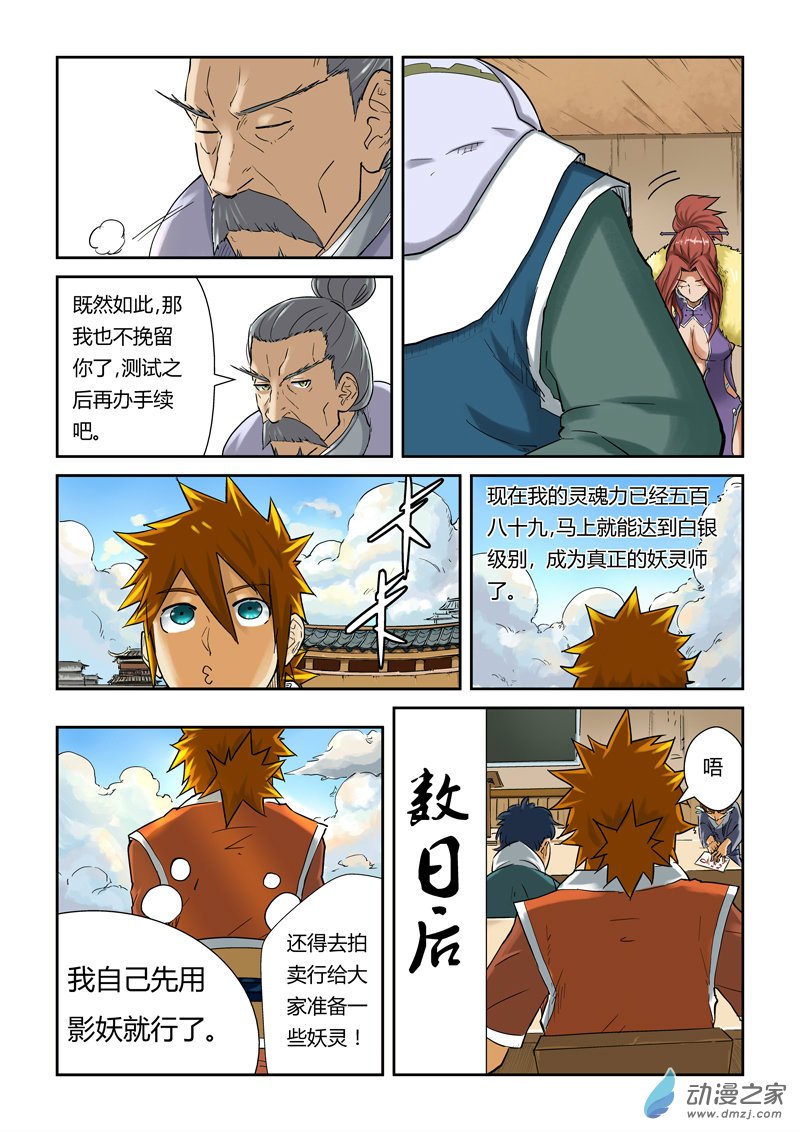 既然如此,那
我也不挽留
你了,测试之
后再办手续
吧。
现在我的灵魂力已经五百
八十九,马上就能达到白银
级别，成为真正的妖灵师
了。
我自己先用
影妖就行了。
还得去拍
卖行给大
家准备一
些妖灵！
数日后
唔
动漫之家
www.dmzj.com